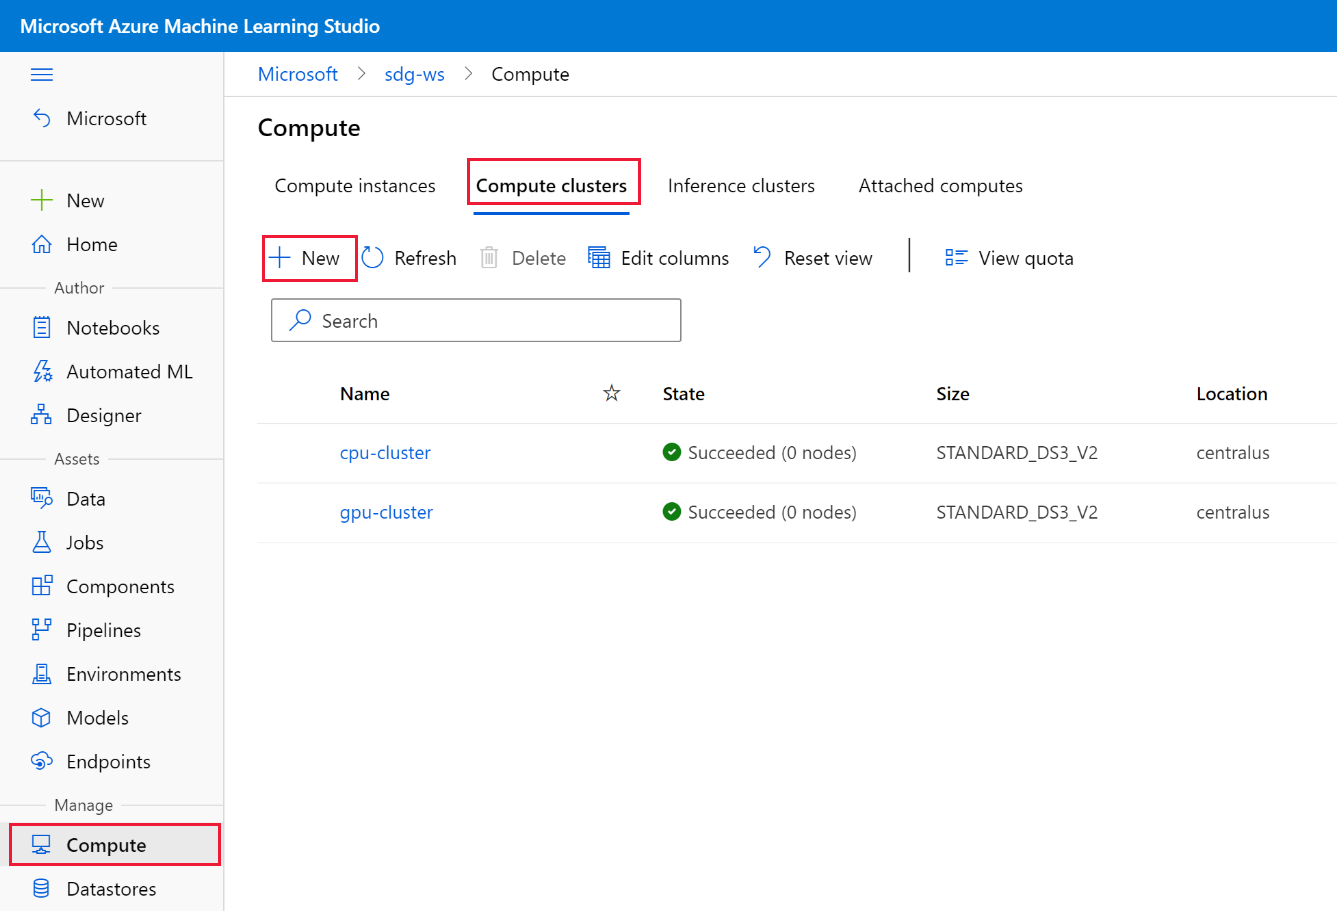 Microsoft Azure Machine Learning Studio
Microsoft > sdg-ws > Compute
Microsoft
New
Home
Author
Notebooks
Automated ML
Designer
Assets
Data
Jobs
Components
Pipelines
Environments
Models
Endpoints
Manage
Compute
Datastores
Compute
Compute instances Compute clusters Inference clusters Attached computes
New Refresh Delete Edit columns Reset view View quota
Search
Name State Size Location
cpu-cluster Succeeded (0 nodes) STANDARD_DS3_V2 centralus
gpu-cluster Succeeded (0 nodes) STANDARD_DS3_V2 centralus